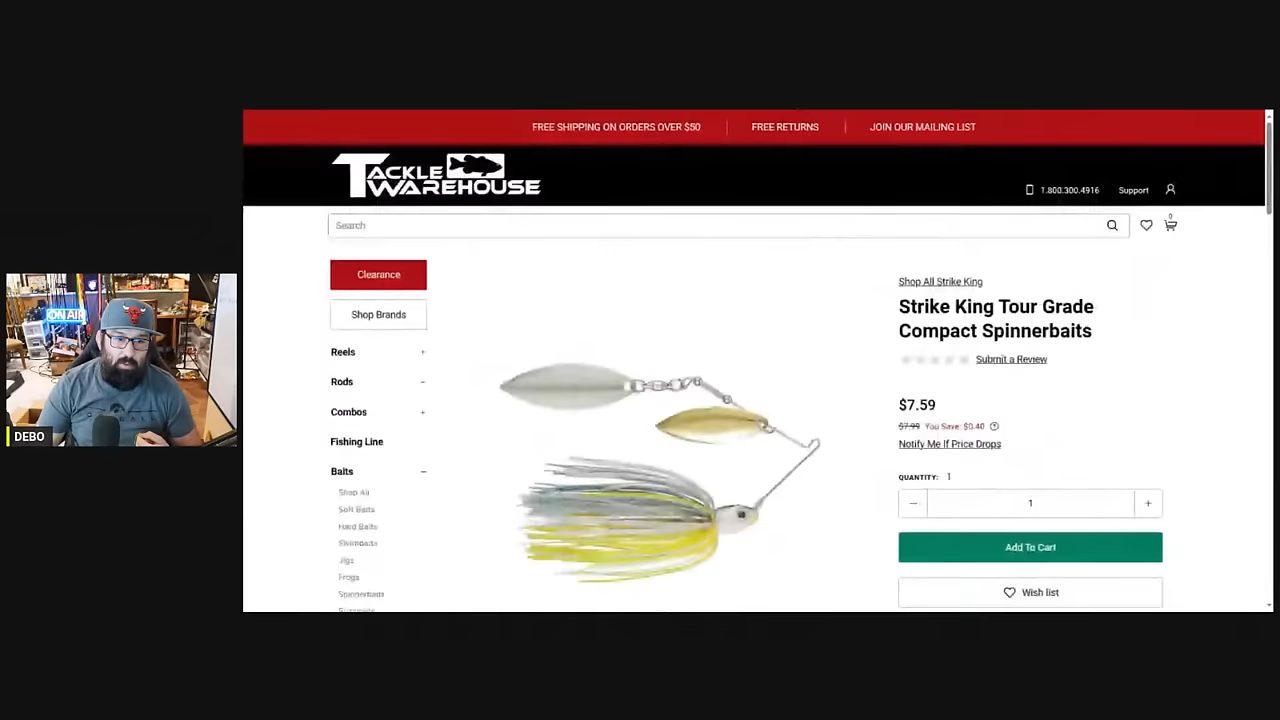 FREE SHIPPING ON ORDERS OVER $50
FREE RETURNS
JOIN OUR MAILING LIST
TACKLE
WAREHOUSE
1.800.300.4916
Support
Search
0
Clearance
Shop Brands
Reels +
Rods –
Combos +
Fishing Line
Baits –
Shop All
Soft Baits
Hard Baits
Swimbaits
Jigs
Frogs
Spinnerbaits
Shop All Strike King
Strike King Tour Grade
Compact Spinnerbaits
Submit a Review
$7.59
$7.99 You Save: $0.40 ?
Notify Me If Price Drops
QUANTITY: 1
– 1 +
Add To Cart
Wish list
ON AIR
DEBO